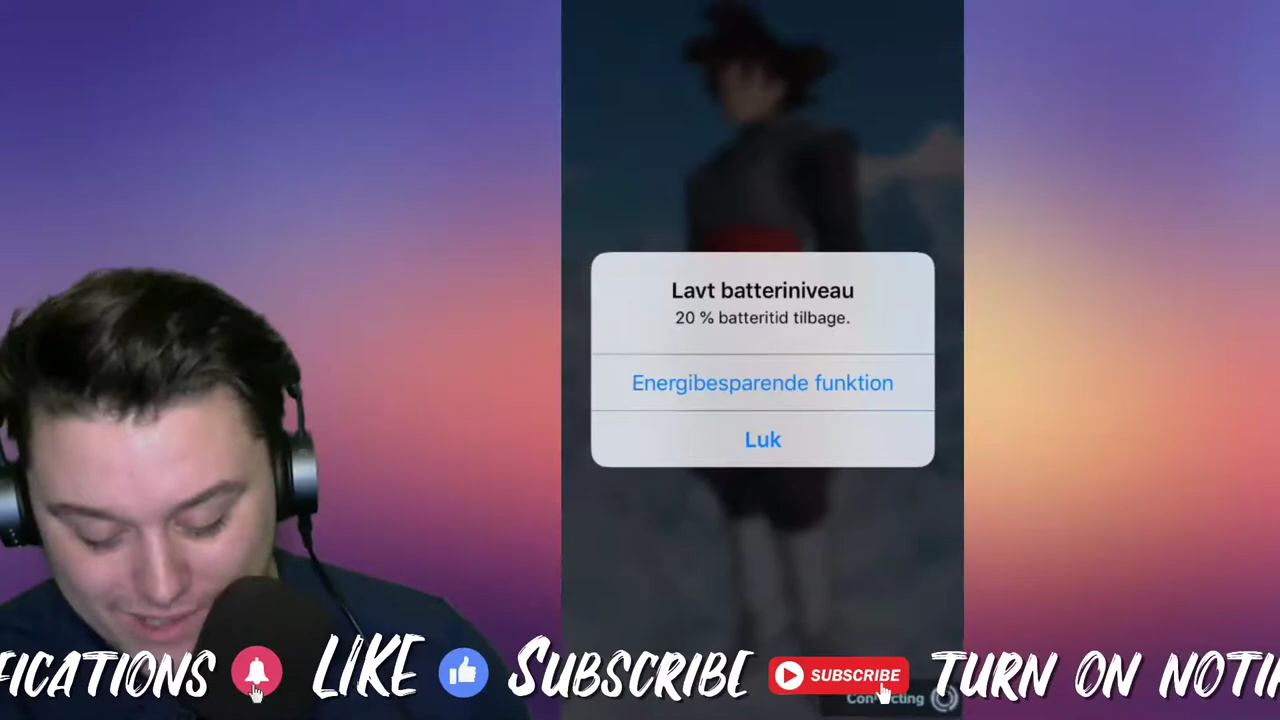 Lavt batteriniveau
20 % batteritid tilbage.
Energibesparende funktion
Luk
FICATIONS LIKE SUBSCRIBE SUBSCRIBE TURN ON NOTI